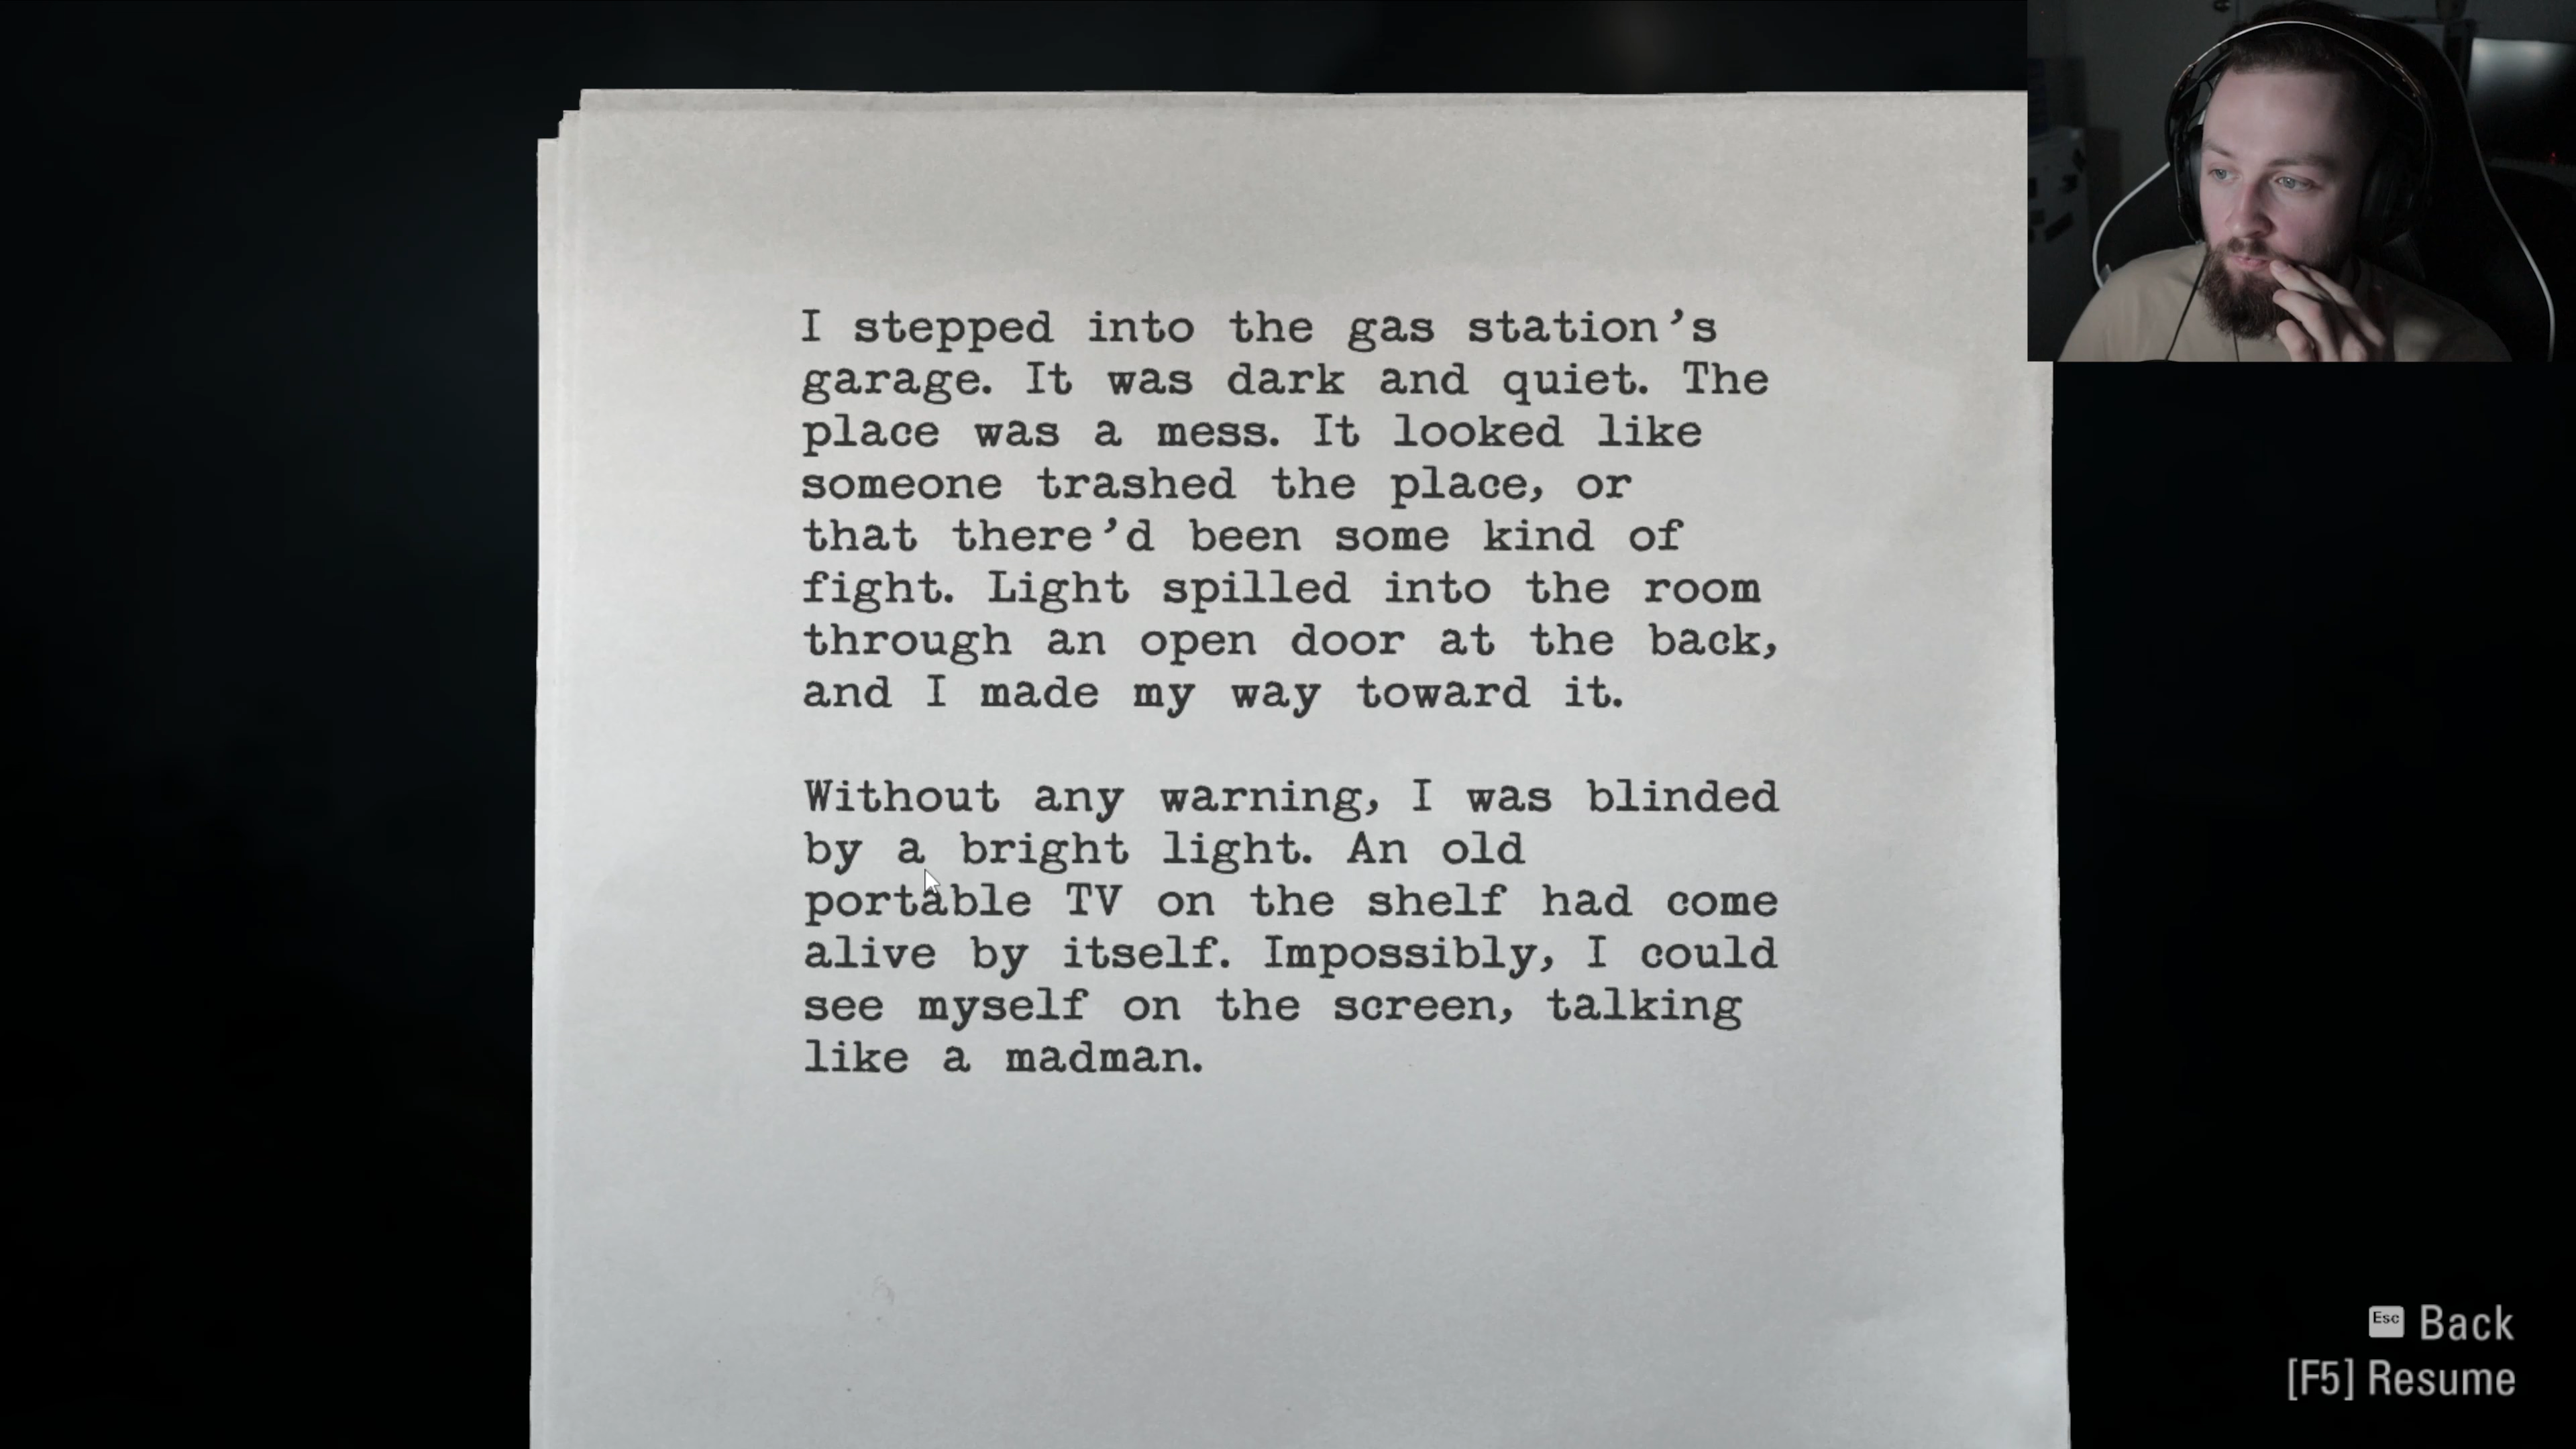 I stepped into the gas station’s
garage. It was dark and quiet. The
place was a mess. It looked like
someone trashed the place, or
that there’d been some kind of
fight. Light spilled into the room
through an open door at the back,
and I made my way toward it.
Without any warning, I was blinded
by a bright light. An old
portable TV on the shelf had come
alive by itself. Impossibly, I could
see myself on the screen, talking
like a madman.
Esc Back
[F5] Resume